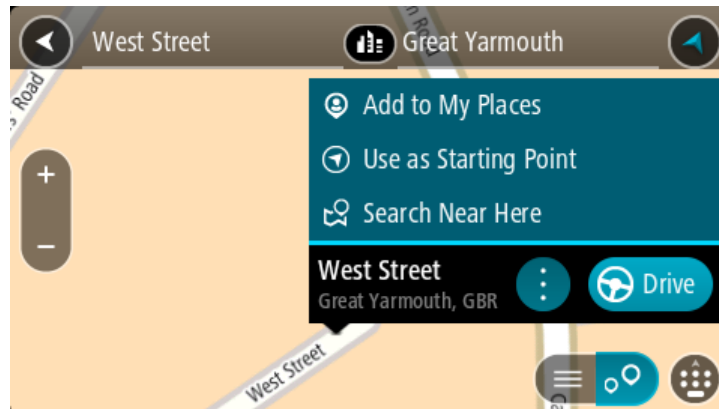 West Street
Great Yarmouth
Road
Road
Add to My Places
Use as Starting Point
Search Near Here
West Street
Great Yarmouth, GBR
Drive
West Street